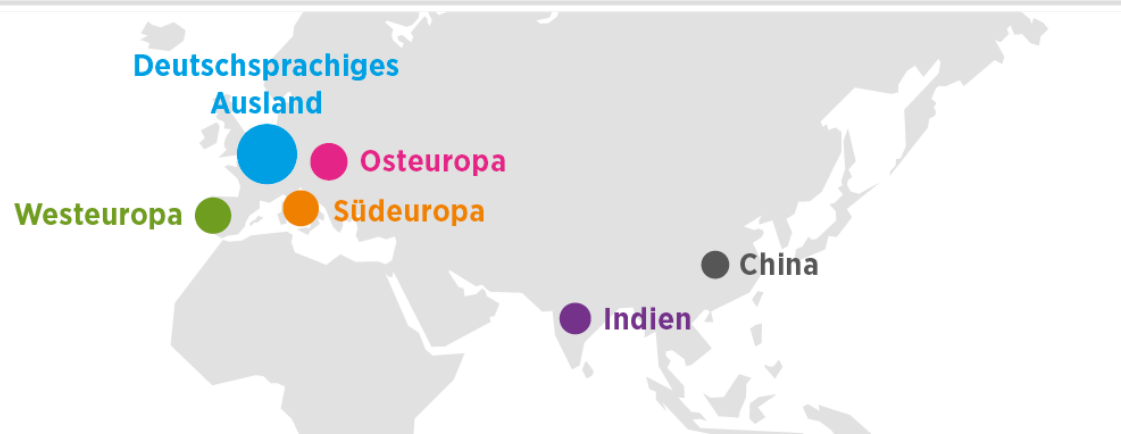 Deutschsprachiges
Ausland
Osteuropa
Westeuropa
Südeuropa
China
Indien